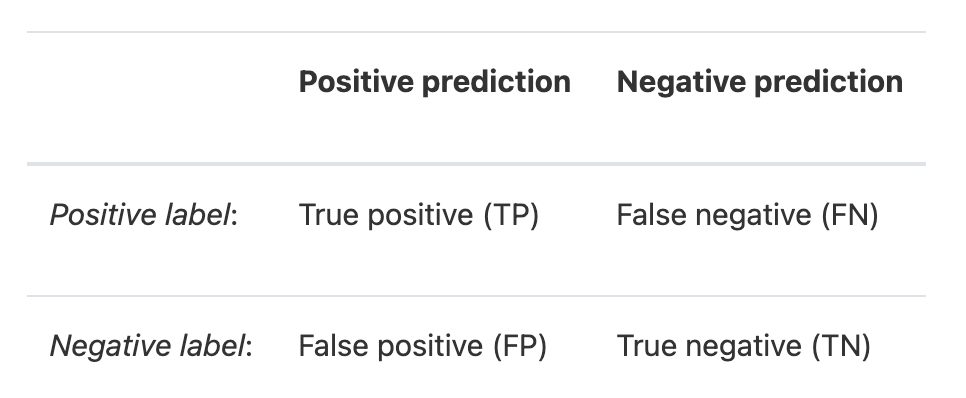 Positive prediction Negative prediction
Positive label: True positive (TP) False negative (FN)
Negative label: False positive (FP) True negative (TN)